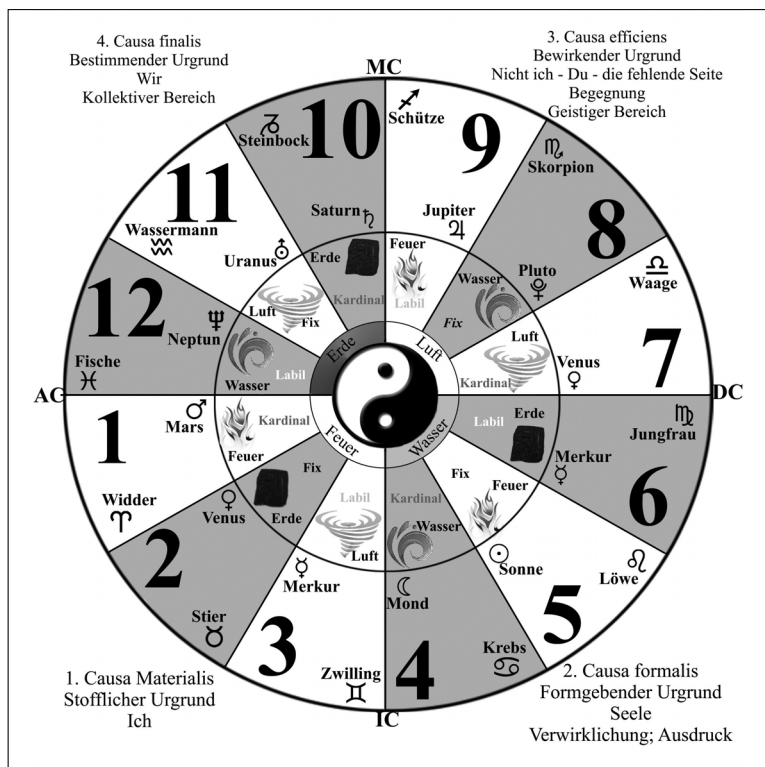 4. Causa finalis
Bestimmender Urgrund
Wir
Kollektiver Bereich
3. Causa efficiens
Bewirkender Urgrund
Nicht ich - Du - die fehlende Seite
Begegnung
Geistiger Bereich
MC
10
Steinbock
Saturn
Erde
Kardinal
9
Schütze
Jupiter
Feuer
Labil
11
Wassermann
Uranus
Luft
Fix
8
Skorpion
Pluto
Wasser
Fix
12
Fische
Neptun
Wasser
Labil
7
Waage
Venus
Luft
Kardinal
Erde
Luft
AC
DC
Feuer
Wasser
1
Widder
Mars
Feuer
Kardinal
6
Jungfrau
Merkur
Erde
Labil
2
Stier
Venus
Erde
Fix
5
Löwe
Sonne
Feuer
Fix
3
Zwilling
Merkur
Luft
Labil
4
Krebs
Mond
Wasser
Kardinal
IC
1. Causa Materialis
Stofflicher Urgrund
Ich
2. Causa formalis
Formgebender Urgrund
Seele
Verwirklichung; Ausdruck